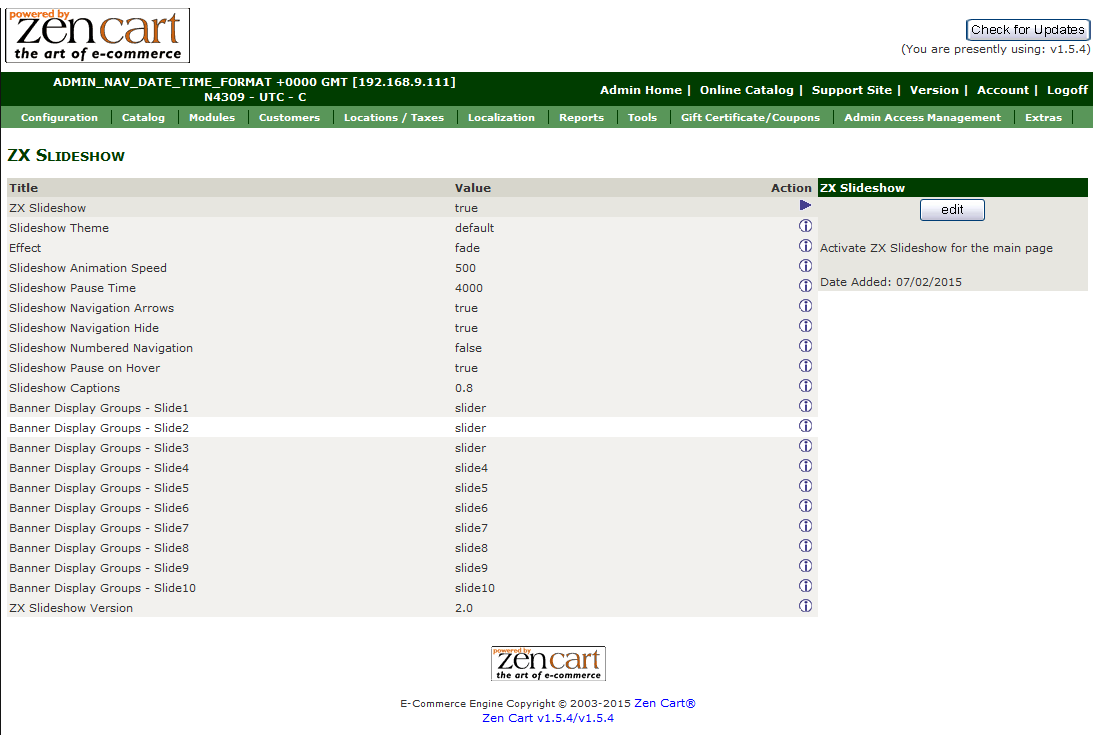 powered by
zencart
the art of e-commerce
Check for Updates
(You are presently using: v1.5.4)
ADMIN_NAV_DATE_TIME_FORMAT +0000 GMT [192.168.9.111]
N4309 - UTC - C
Admin Home | Online Catalog | Support Site | Version | Account | Logoff
Configuration | Catalog | Modules | Customers | Locations / Taxes | Localization | Reports | Tools | Gift Certificate/Coupons | Admin Access Management | Extras |
ZX Slideshow
Title Value Action ZX Slideshow
ZX Slideshow true edit
Slideshow Theme default
Effect fade Activate ZX Slideshow for the main page
Slideshow Animation Speed 500
Slideshow Pause Time 4000 Date Added: 07/02/2015
Slideshow Navigation Arrows true
Slideshow Navigation Hide true
Slideshow Numbered Navigation false
Slideshow Pause on Hover true
Slideshow Captions 0.8
Banner Display Groups - Slide1 slider
Banner Display Groups - Slide2 slider
Banner Display Groups - Slide3 slider
Banner Display Groups - Slide4 slide4
Banner Display Groups - Slide5 slide5
Banner Display Groups - Slide6 slide6
Banner Display Groups - Slide7 slide7
Banner Display Groups - Slide8 slide8
Banner Display Groups - Slide9 slide9
Banner Display Groups - Slide10 slide10
ZX Slideshow Version 2.0
powered by
zencart
the art of e-commerce
E-Commerce Engine Copyright © 2003-2015 Zen Cart®
Zen Cart v1.5.4/v1.5.4